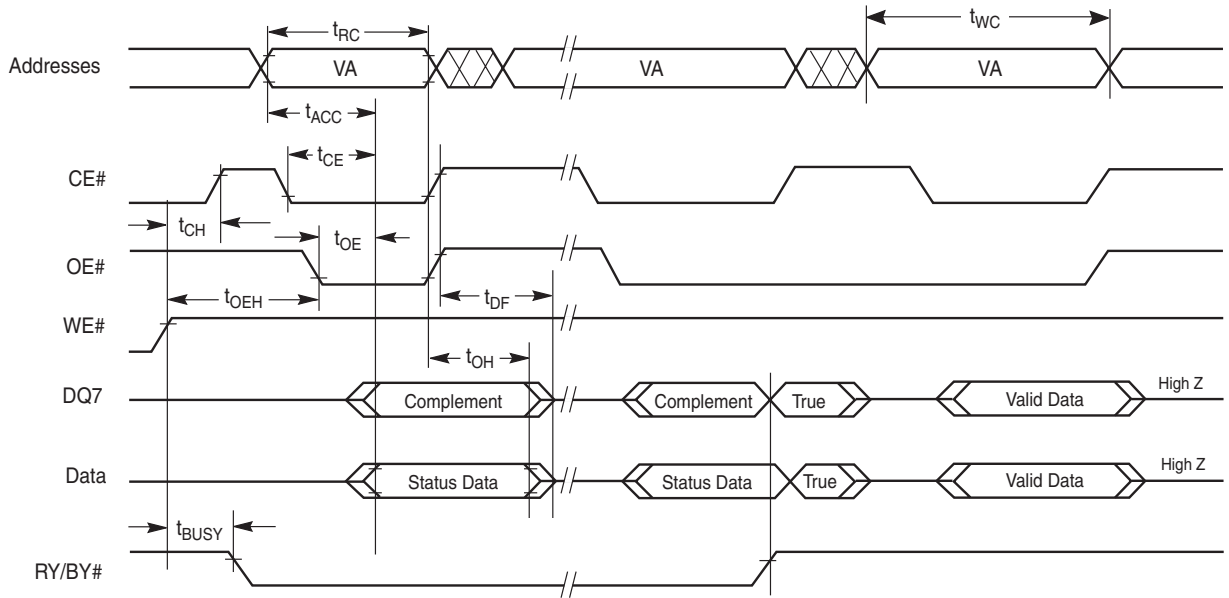 tRC
tWC
Addresses
VA
VA
VA
tACC
tCE
CE#
tCH
tOE
OE#
tOEH
tDF
WE#
tOH
DQ7
Complement
Complement
True
Valid Data
High Z
Data
Status Data
Status Data
True
Valid Data
High Z
tBUSY
RY/BY#